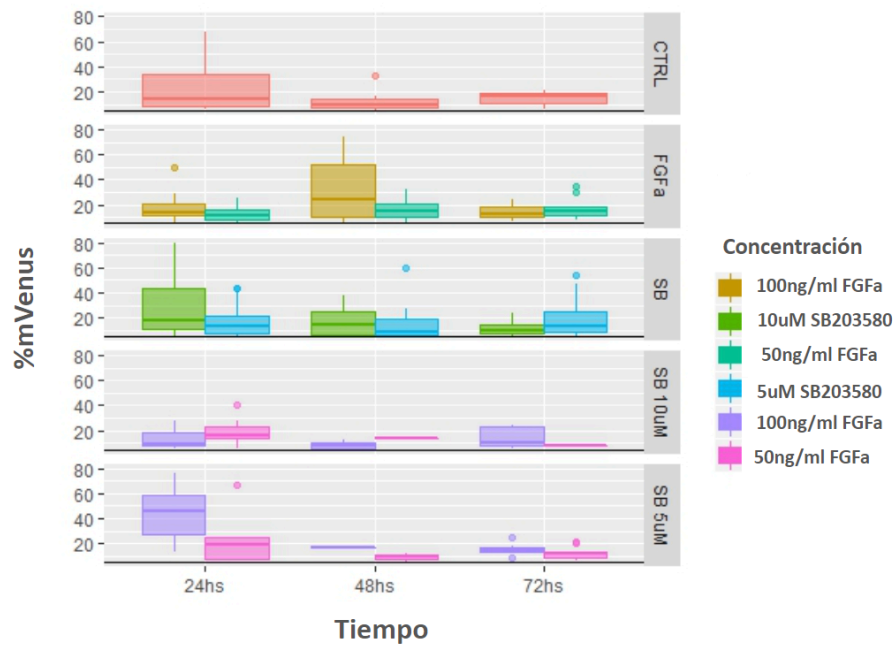 80
60
40
20
CTRL
80
60
40
20
FGFa
80
60
40
20
SB
80
60
40
20
SB 10uM
80
60
40
20
SB 5uM
%mVenus
24hs 48hs 72hs
Tiempo
Concentración
100ng/ml FGFa
10uM SB203580
50ng/ml FGFa
5uM SB203580
100ng/ml FGFa
50ng/ml FGFa